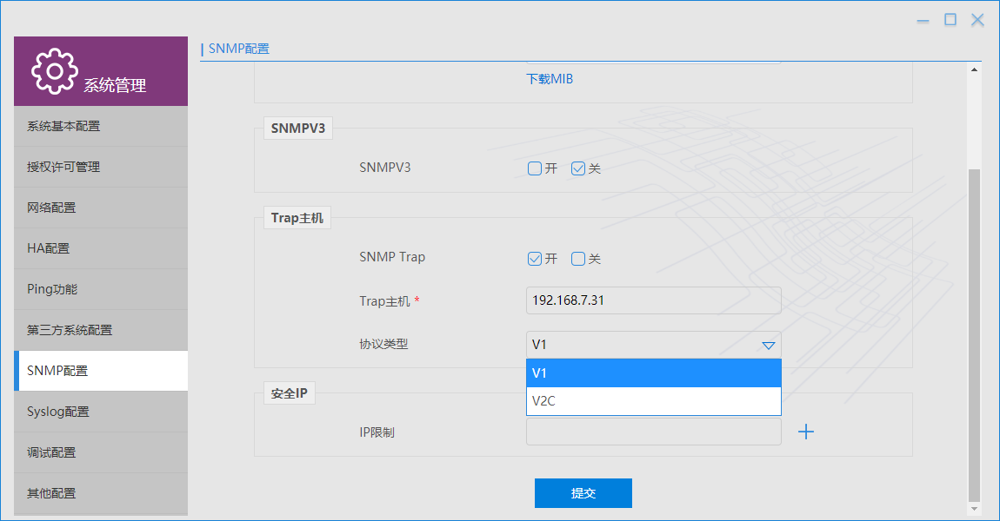 系统管理
系统基本配置
授权许可管理
网络配置
HA配置
Ping功能
第三方系统配置
SNMP配置
Syslog配置
调试配置
其他配置
SNMP配置
下载MIB
SNMPV3
SNMPV3 开 关
Trap主机
SNMP Trap 开 关
Trap主机 * 192.168.7.31
协议类型 V1
V1
V2C
安全IP
IP限制
提交